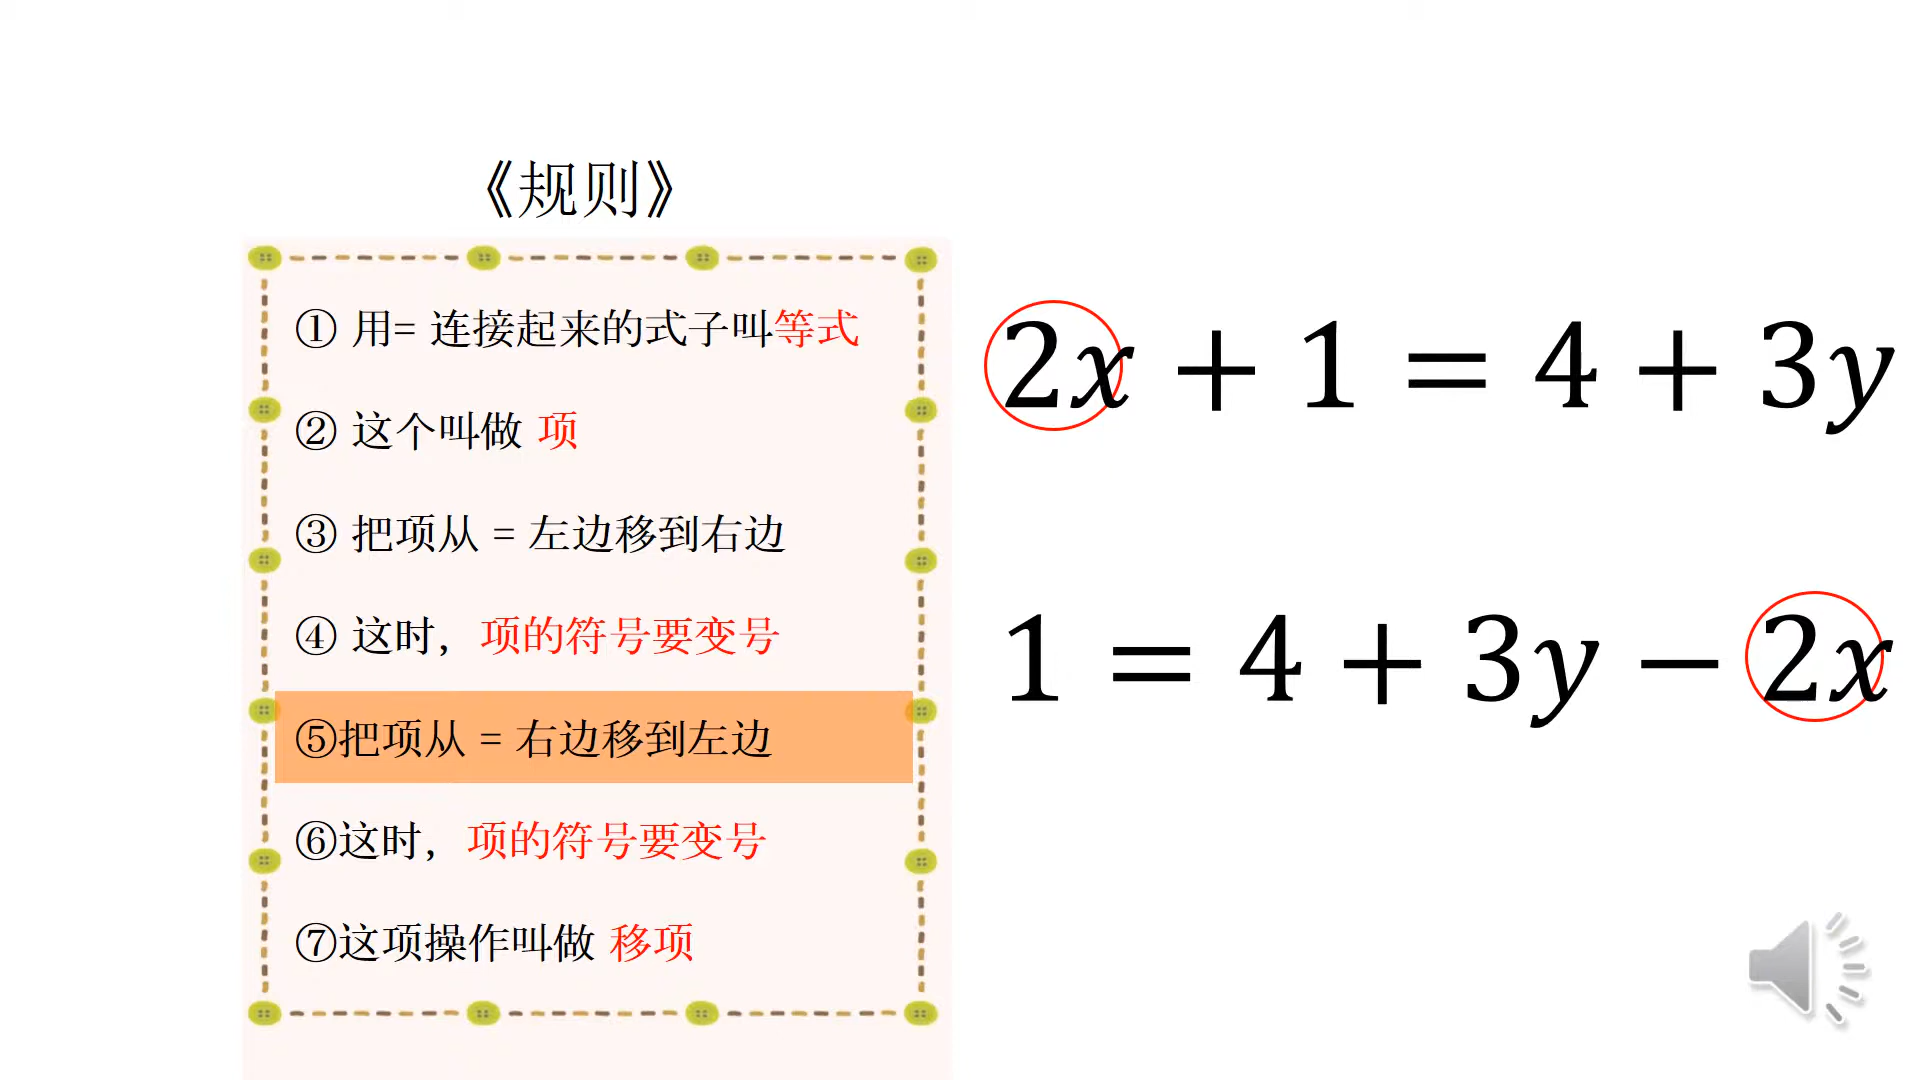 《规则》
① 用= 连接起来的式子叫等式
② 这个叫做 项
③ 把项从 = 左边移到右边
④ 这时，项的符号要变号
⑤把项从 = 右边移到左边
⑥这时，项的符号要变号
⑦这项操作叫做 移项
2x + 1 = 4 + 3y
1 = 4 + 3y − 2x